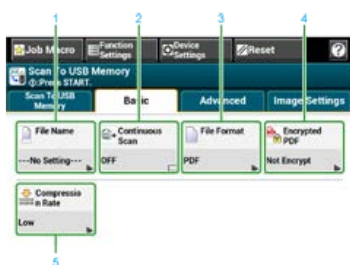 1 2 3 4
Job Macro Function Settings Device Settings Reset ?
Scan To USB Memory
Press START.
Scan To USB Memory Basic Advanced Image Settings
File Name Continuous Scan File Format Encrypted PDF
---No Setting--- OFF PDF Not Encrypt
Compressio
n Rate
Low
5